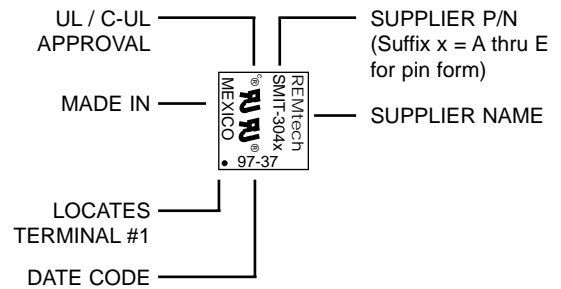 UL / C-UL
APPROVAL
SUPPLIER P/N
(Suffix x = A thru E
for pin form)
MADE IN
SUPPLIER NAME
REMtech
SMIT-304x
MEXICO
97-37
LOCATES
TERMINAL #1
DATE CODE